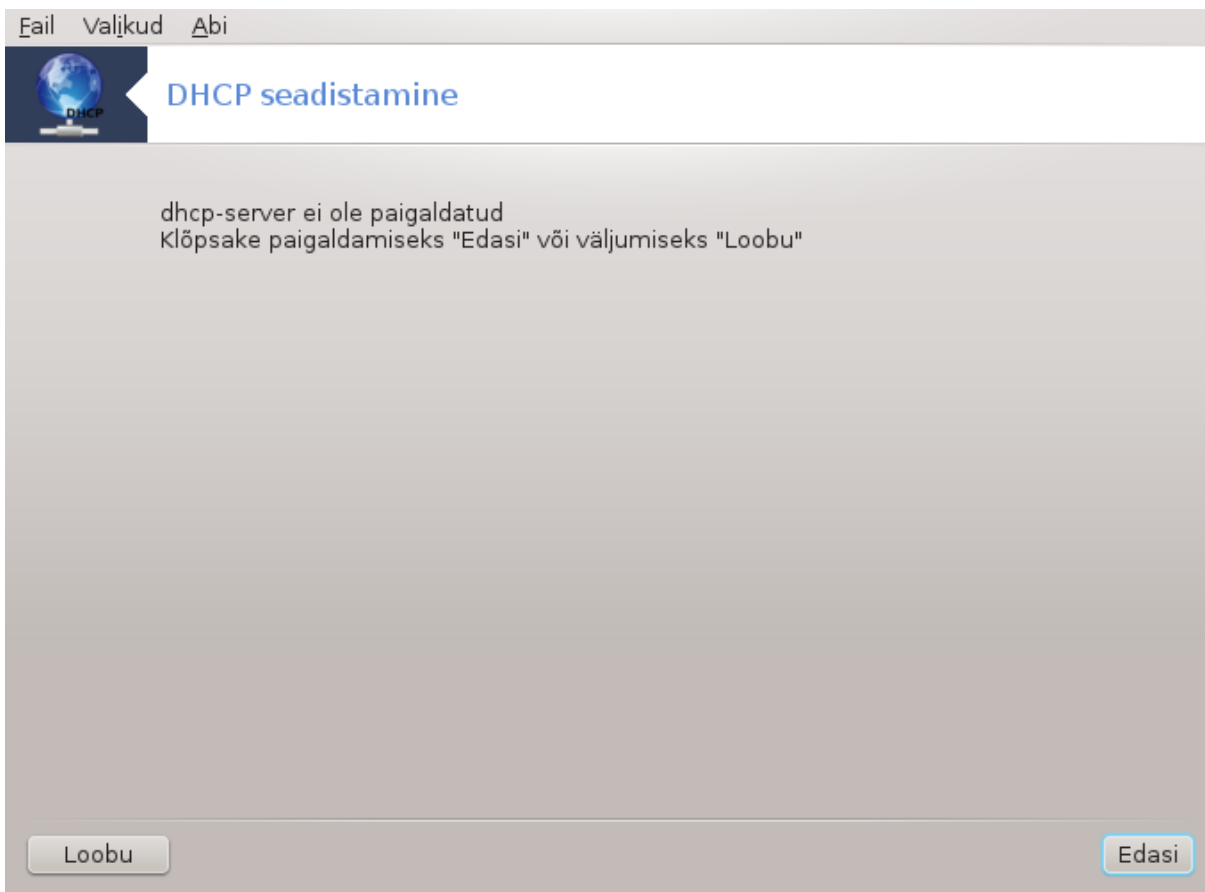 Fail Valikud Abi
DHCP
DHCP seadistamine
dhcp-server ei ole paigaldatud
Klõpsake paigaldamiseks "Edasi" või väljumiseks "Loobu"
Loobu Edasi